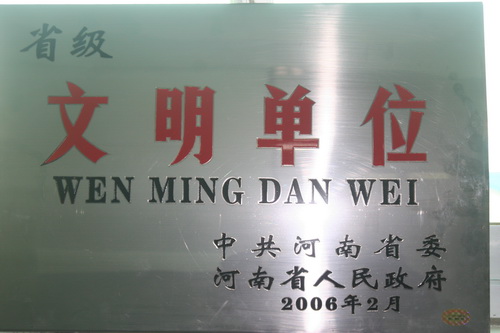 省级
文明单位
WEN MING DAN WEI
中共河南省委
河南省人民政府
2006年2月